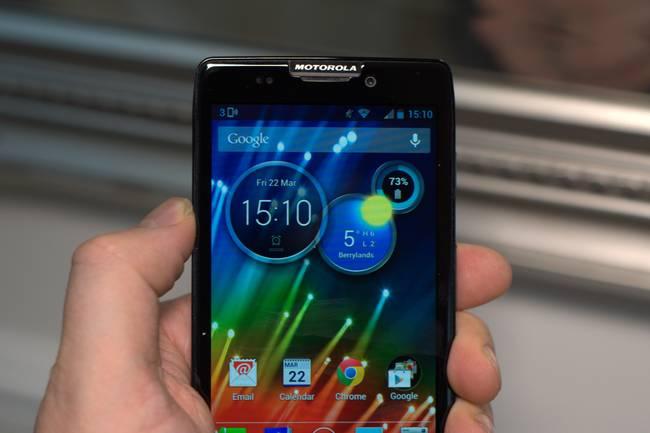 MOTOROLA
3 15:10
Google
Fri 22 Mar
15:10
73%
5° H 6
L 2
Berrylands
MAR
22
Email Calendar Chrome Google